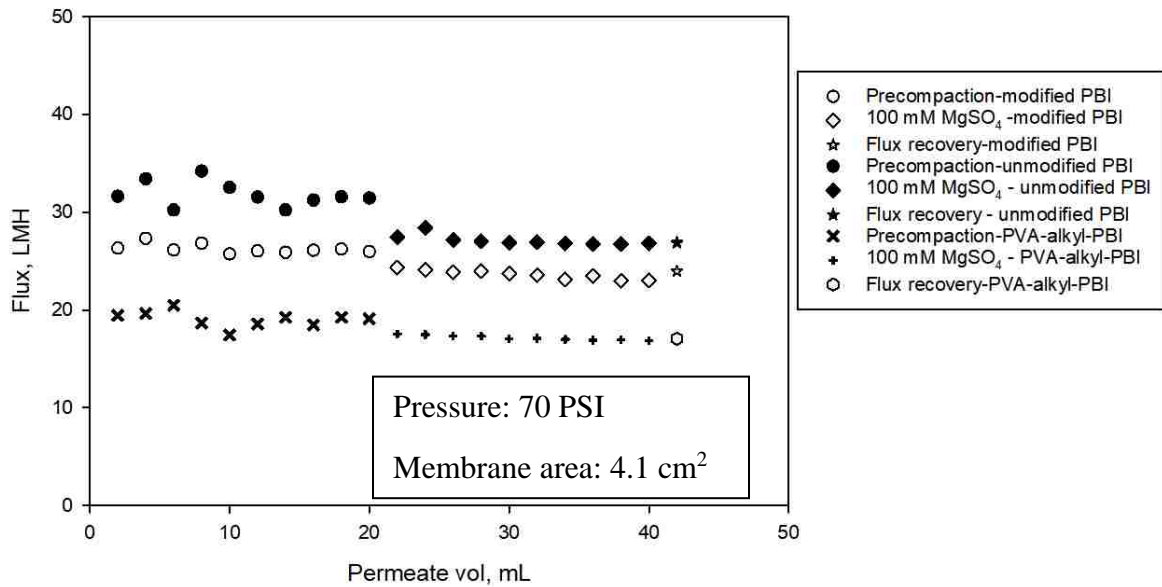 50
40
30
20
10
0
Flux, LMH
0 10 20 30 40 50
Permeate vol, mL
Pressure: 70 PSI
Membrane area: 4.1 cm²
Precompaction-modified PBI
100 mM MgSO₄ -modified PBI
Flux recovery-modified PBI
Precompaction-unmodified PBI
100 mM MgSO₄ - unmodified PBI
Flux recovery - unmodified PBI
Precompaction-PVA-alkyl-PBI
100 mM MgSO₄ - PVA-alkyl-PBI
Flux recovery-PVA-alkyl-PBI